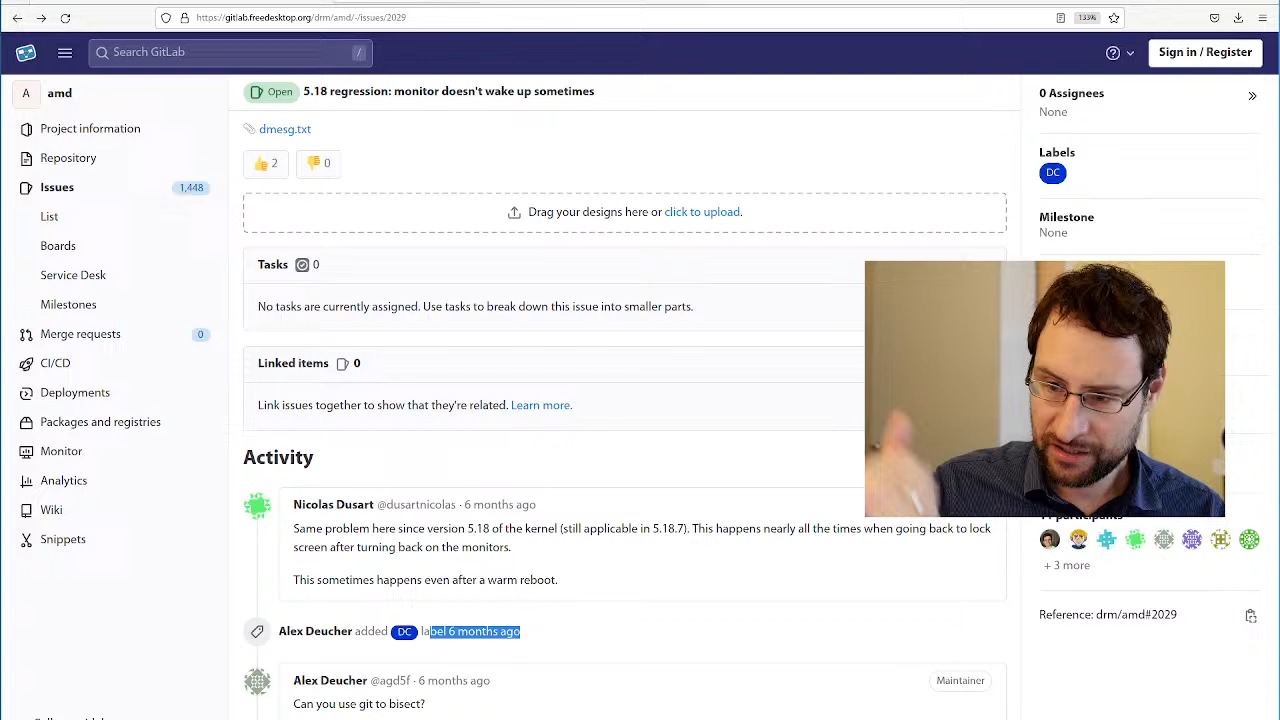 https://gitlab.freedesktop.org/drm/amd/-/issues/2029
133%
Search GitLab
/
Sign in / Register
A
amd
Project information
Repository
Issues
1,448
List
Boards
Service Desk
Milestones
Merge requests
0
CI/CD
Deployments
Packages and registries
Monitor
Analytics
Wiki
Snippets
Open 5.18 regression: monitor doesn't wake up sometimes
dmesg.txt
2
0
Drag your designs here or click to upload.
Tasks 0
No tasks are currently assigned. Use tasks to break down this issue into smaller parts.
Linked items 0
Link issues together to show that they're related. Learn more.
Activity
Nicolas Dusart @dusartnicolas · 6 months ago
Same problem here since version 5.18 of the kernel (still applicable in 5.18.7). This happens nearly all the times when going back to lock
screen after turning back on the monitors.
This sometimes happens even after a warm reboot.
Alex Deucher added DC label 6 months ago
Alex Deucher @agd5f · 6 months ago
Maintainer
Can you use git to bisect?
0 Assignees
None
Labels
DC
Milestone
None
participants
+ 3 more
Reference: drm/amd#2029